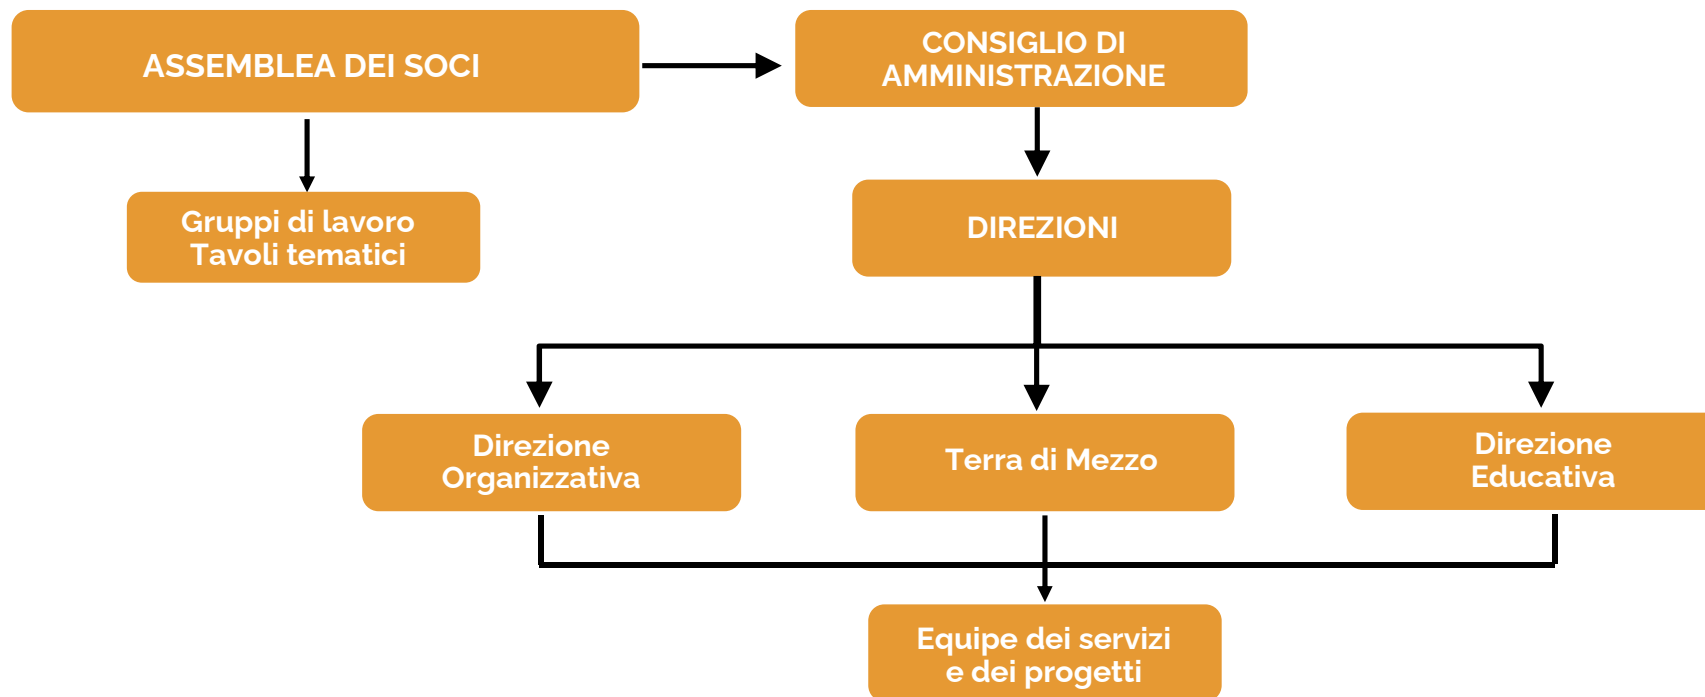 ASSEMBLEA DEI SOCI
CONSIGLIO DI
AMMINISTRAZIONE
Gruppi di lavoro
Tavoli tematici
DIREZIONI
Direzione
Organizzativa
Terra di Mezzo
Direzione
Educativa
Equipe dei servizi
e dei progetti